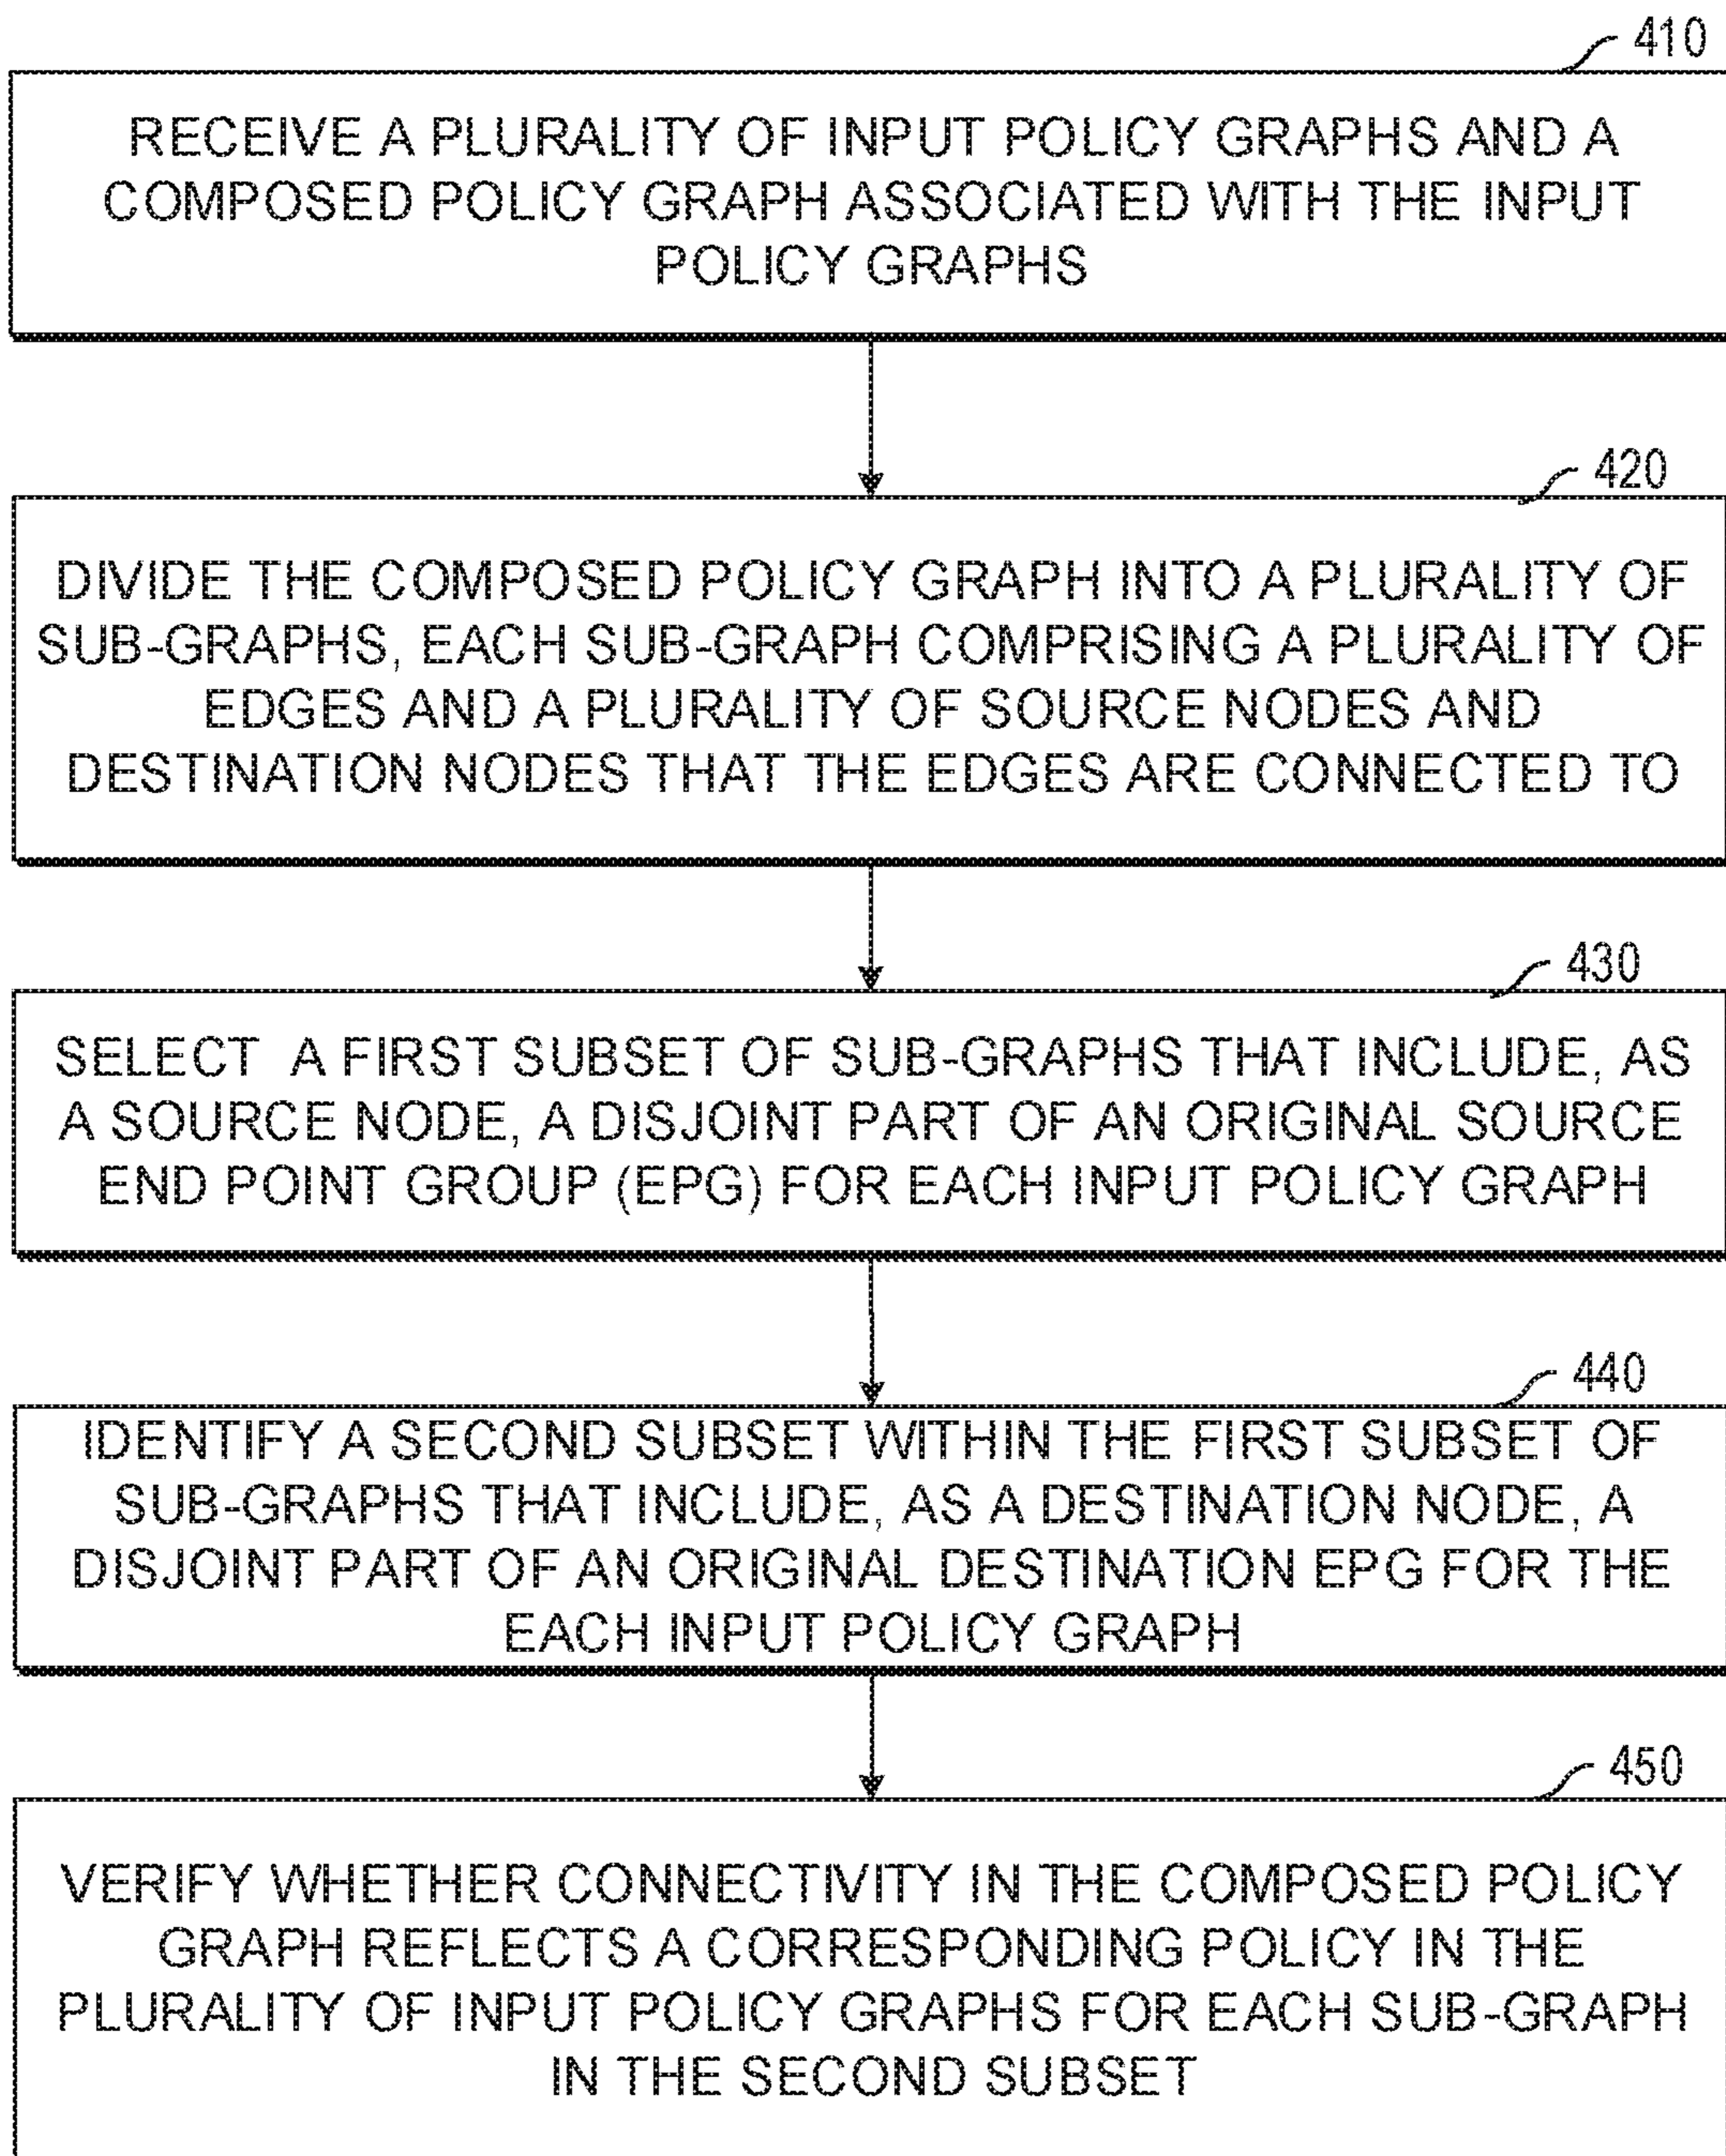 410
RECEIVE A PLURALITY OF INPUT POLICY GRAPHS AND A
COMPOSED POLICY GRAPH ASSOCIATED WITH THE INPUT
POLICY GRAPHS
420
DIVIDE THE COMPOSED POLICY GRAPH INTO A PLURALITY OF
SUB-GRAPHS, EACH SUB-GRAPH COMPRISING A PLURALITY OF
EDGES AND A PLURALITY OF SOURCE NODES AND
DESTINATION NODES THAT THE EDGES ARE CONNECTED TO
430
SELECT A FIRST SUBSET OF SUB-GRAPHS THAT INCLUDE, AS
A SOURCE NODE, A DISJOINT PART OF AN ORIGINAL SOURCE
END POINT GROUP (EPG) FOR EACH INPUT POLICY GRAPH
440
IDENTIFY A SECOND SUBSET WITHIN THE FIRST SUBSET OF
SUB-GRAPHS THAT INCLUDE, AS A DESTINATION NODE, A
DISJOINT PART OF AN ORIGINAL DESTINATION EPG FOR THE
EACH INPUT POLICY GRAPH
450
VERIFY WHETHER CONNECTIVITY IN THE COMPOSED POLICY
GRAPH REFLECTS A CORRESPONDING POLICY IN THE
PLURALITY OF INPUT POLICY GRAPHS FOR EACH SUB-GRAPH
IN THE SECOND SUBSET